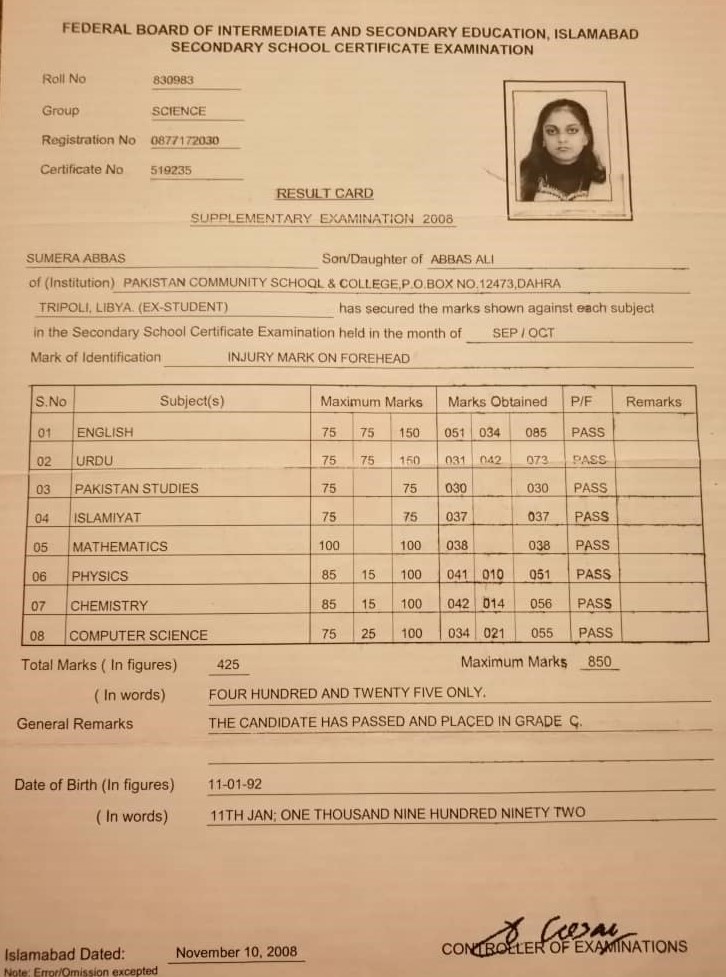 FEDERAL BOARD OF INTERMEDIATE AND SECONDARY EDUCATION, ISLAMABAD
SECONDARY SCHOOL CERTIFICATE EXAMINATION
Roll No 830983
Group SCIENCE
Registration No 0877172030
Certificate No 519235
RESULT CARD
SUPPLEMENTARY EXAMINATION 2008
SUMERA ABBAS Son/Daughter of ABBAS ALI
of (Institution) PAKISTAN COMMUNITY SCHOOL & COLLEGE,P.O.BOX NO.12473,DAHRA
TRIPOLI, LIBYA. (EX-STUDENT) has secured the marks shown against each subject
in the Secondary School Certificate Examination held in the month of SEP / OCT
Mark of Identification INJURY MARK ON FOREHEAD
S.No Subject(s) Maximum Marks Marks Obtained P/F Remarks
01 ENGLISH 75 75 150 051 034 085 PASS
02 URDU 75 75 150 031 042 073 PASS
03 PAKISTAN STUDIES 75 75 030 030 PASS
04 ISLAMIYAT 75 75 037 037 PASS
05 MATHEMATICS 100 100 038 038 PASS
06 PHYSICS 85 15 100 041 010 051 PASS
07 CHEMISTRY 85 15 100 042 014 056 PASS
08 COMPUTER SCIENCE 75 25 100 034 021 055 PASS
Total Marks ( In figures) 425 Maximum Marks 850
( In words) FOUR HUNDRED AND TWENTY FIVE ONLY.
General Remarks THE CANDIDATE HAS PASSED AND PLACED IN GRADE C.
Date of Birth (In figures) 11-01-92
( In words) 11TH JAN; ONE THOUSAND NINE HUNDRED NINETY TWO
Islamabad Dated: November 10, 2008 CONTROLLER OF EXAMINATIONS
Note: Error/Omission excepted